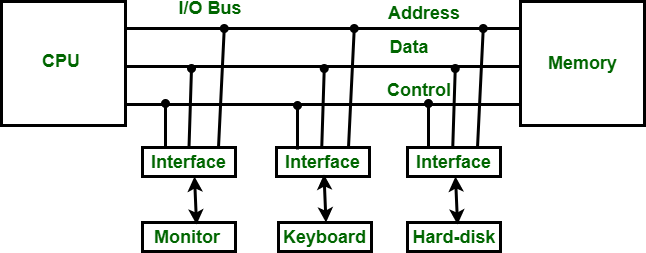 I/O Bus
Address
CPU
Data
Memory
Control
Interface
Interface
Interface
Monitor
Keyboard
Hard-disk